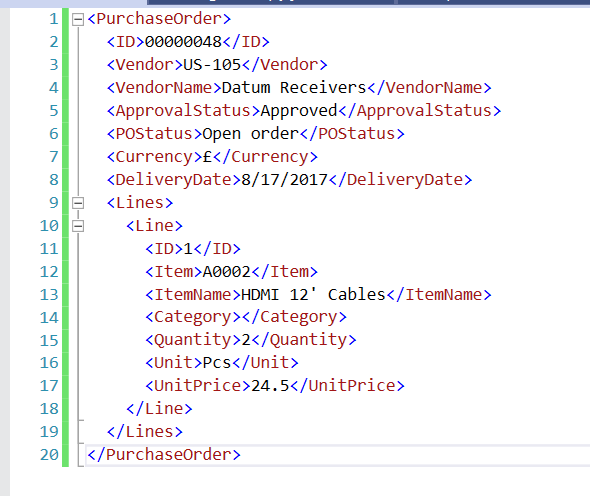 1 <PurchaseOrder>
2 <ID>00000048</ID>
3 <Vendor>US-105</Vendor>
4 <VendorName>Datum Receivers</VendorName>
5 <ApprovalStatus>Approved</ApprovalStatus>
6 <POStatus>Open order</POStatus>
7 <Currency>£</Currency>
8 <DeliveryDate>8/17/2017</DeliveryDate>
9 <Lines>
10 <Line>
11 <ID>1</ID>
12 <Item>A0002</Item>
13 <ItemName>HDMI 12' Cables</ItemName>
14 <Category></Category>
15 <Quantity>2</Quantity>
16 <Unit>Pcs</Unit>
17 <UnitPrice>24.5</UnitPrice>
18 </Line>
19 </Lines>
20 </PurchaseOrder>